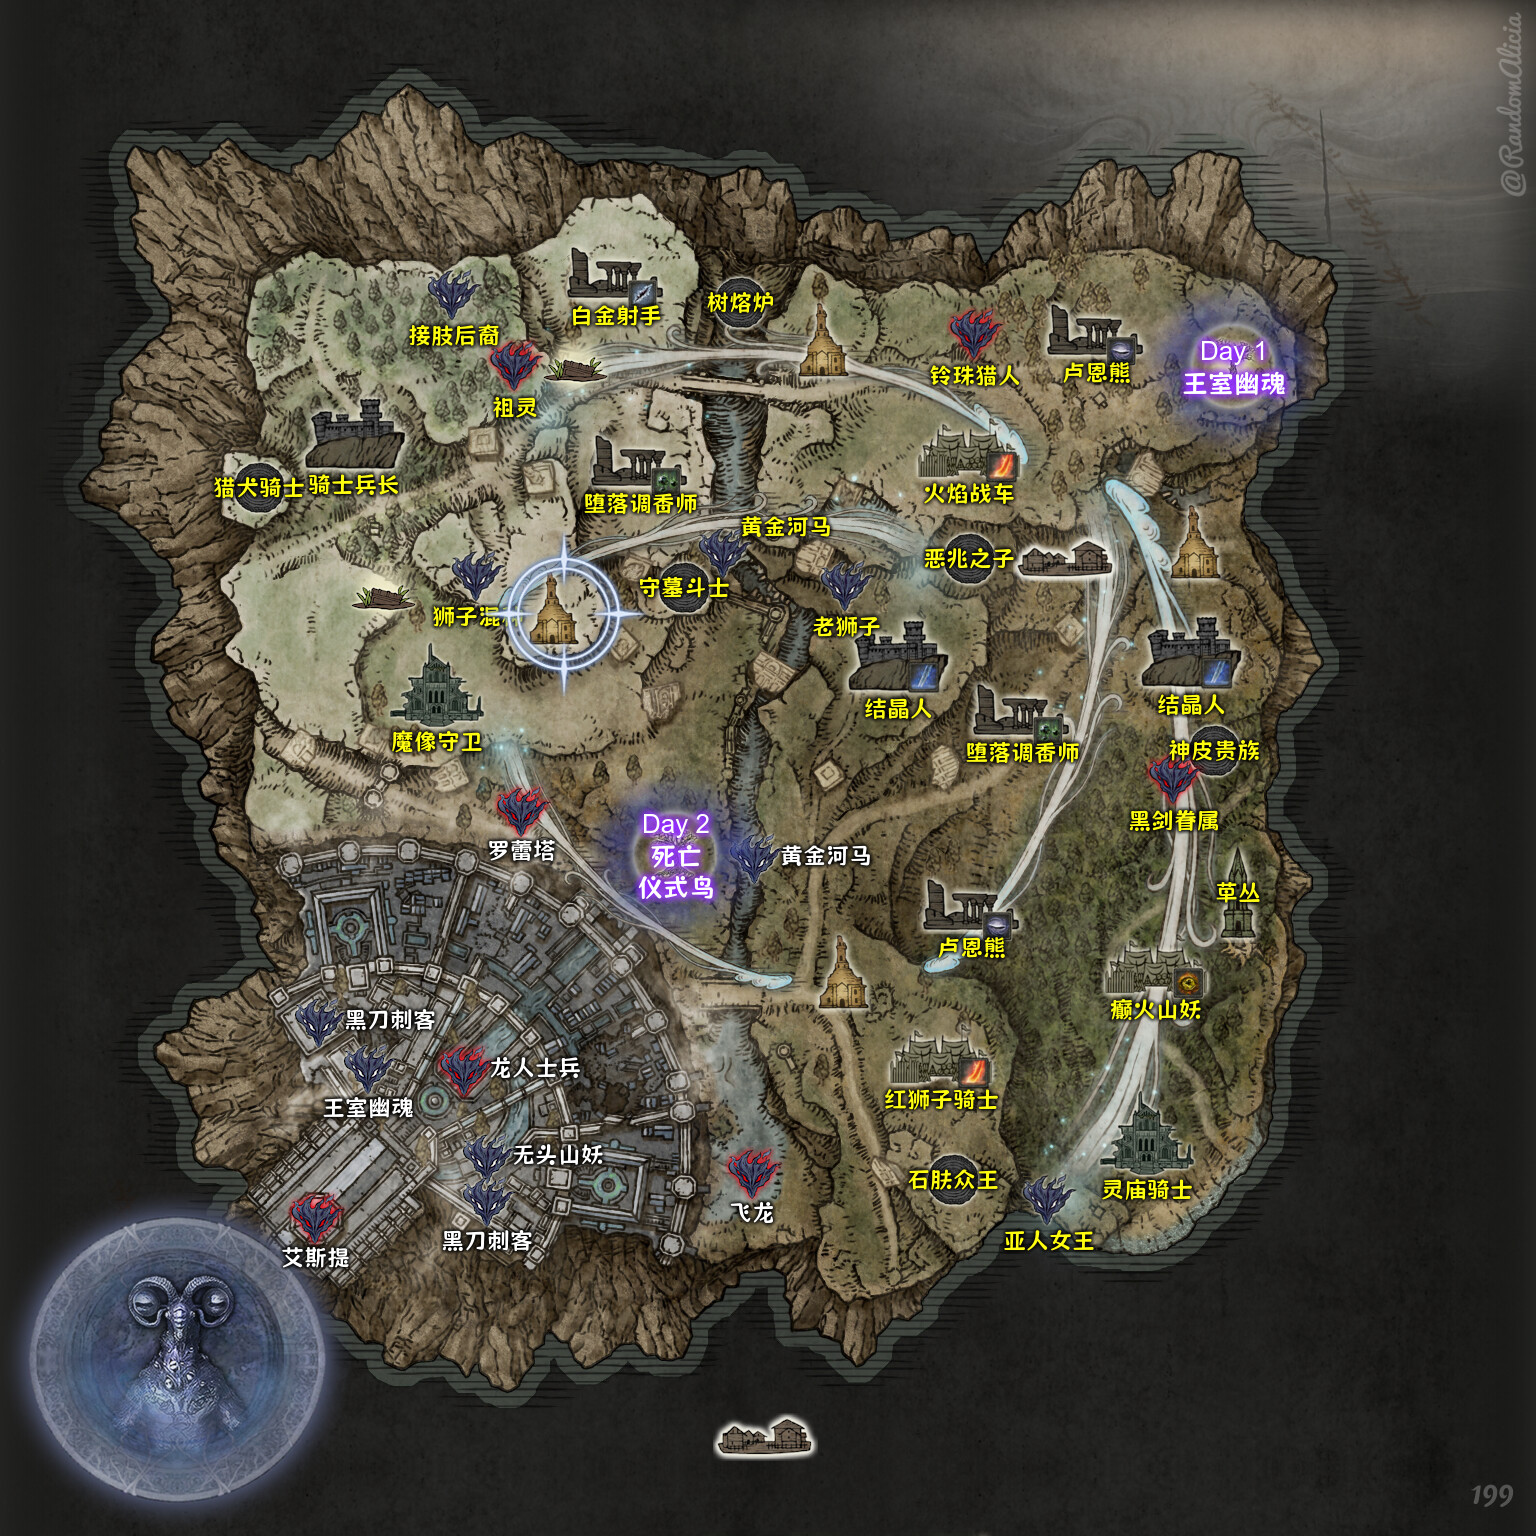 @RandomAlicia
接肢后裔
白金射手
树熔炉
铃珠猎人
卢恩熊
Day 1
王室幽魂
祖灵
猎犬骑士
骑士兵长
堕落调香师
火焰战车
黄金河马
恶兆之子
守墓斗士
狮子混
老狮子
结晶人
结晶人
魔像守卫
堕落调香师
神皮贵族
黑剑眷属
罗蕾塔
Day 2
死亡
仪式鸟
黄金河马
草丛
卢恩熊
癫火山妖
黑刀刺客
龙人士兵
王室幽魂
红狮子骑士
无头山妖
石肤众王
灵庙骑士
飞龙
黑刀刺客
亚人女王
艾斯提
199